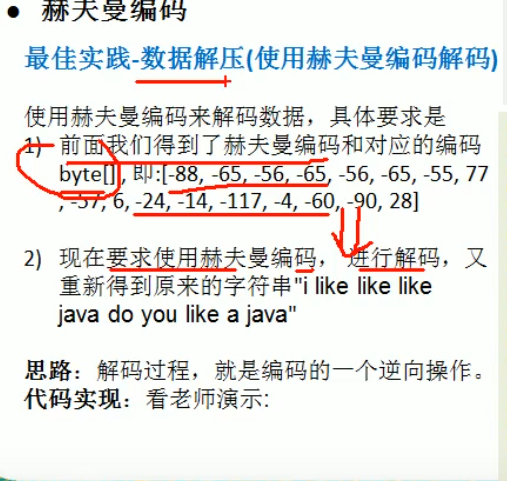 ● 赫夫曼编码
最佳实践-数据解压(使用赫夫曼编码解码)
使用赫夫曼编码来解码数据，具体要求是
1) 前面我们得到了赫夫曼编码和对应的编码
byte[] , 即:[-88, -65, -56, -65, -56, -65, -55, 77
, -57, 6, -24, -14, -117, -4, -60, -90, 28]
2) 现在要求使用赫夫曼编码， 进行解码，又
重新得到原来的字符串"i like like like
java do you like a java"
思路：解码过程，就是编码的一个逆向操作。
代码实现：看老师演示: